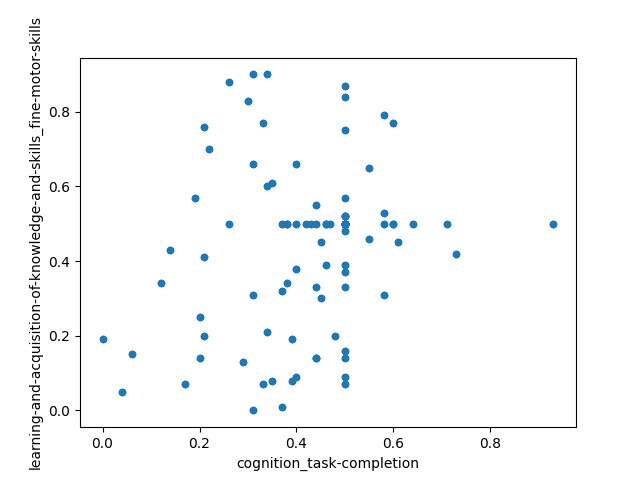 learning-and-acquisition-of-knowledge-and-skills_fine-motor-skills
0.8
0.6
0.4
0.2
0.0
0.0 0.2 0.4 0.6 0.8
cognition_task-completion